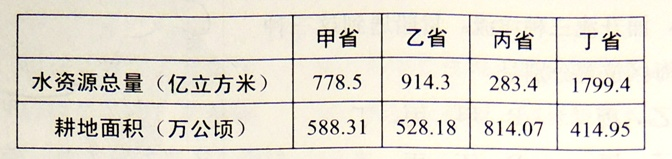 甲省 乙省 丙省 丁省
水资源总量（亿立方米） 778.5 914.3 283.4 1799.4
耕地面积（万公顷） 588.31 528.18 814.07 414.95